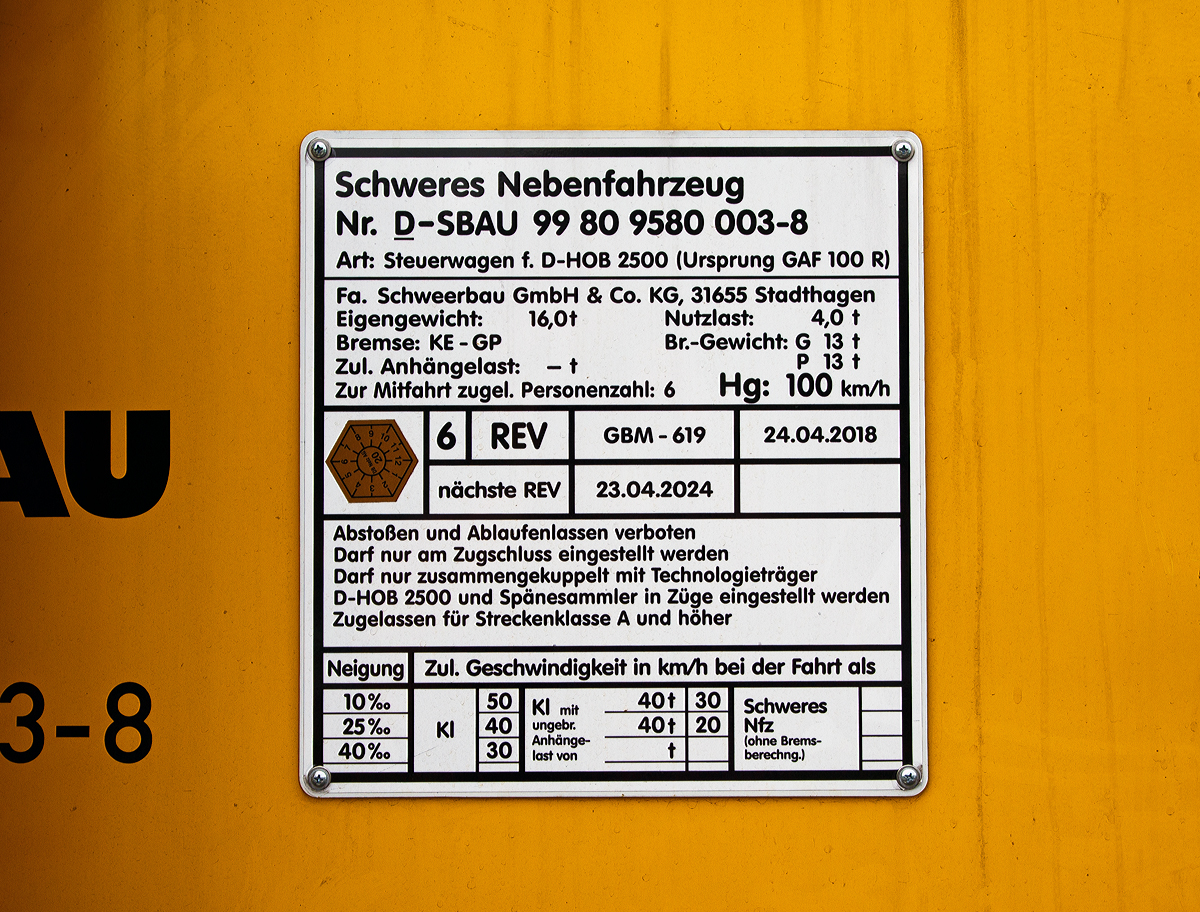 Schweres Nebenfahrzeug
Nr. D-SBAU 99 80 9580 003-8
Art: Steuerwagen f. D-HOB 2500 (Ursprung GAF 100 R)
Fa. Schweerbau GmbH & Co. KG, 31655 Stadthagen
Eigengewicht: 16,0t Nutzlast: 4,0 t
Bremse: KE - GP Br.-Gewicht: G 13 t
Zul. Anhängelast: – t P 13 t
Zur Mitfahrt zugel. Personenzahl: 6 Hg: 100 km/h
6 REV GBM - 619 24.04.2018
nächste REV 23.04.2024
Abstoßen und Ablaufenlassen verboten
Darf nur am Zugschluss eingestellt werden
Darf nur zusammengekuppelt mit Technologieträger
D-HOB 2500 und Spänesammler in Züge eingestellt werden
Zugelassen für Streckenklasse A und höher
Neigung Zul. Geschwindigkeit in km/h bei der Fahrt als
10‰ 50 Kl mit 40t 30 Schweres
25‰ Kl 40 ungebr. 40t 20 Nfz
40‰ 30 Anhänge- t (ohne Brems-
last von berechng.)
AU
3-8